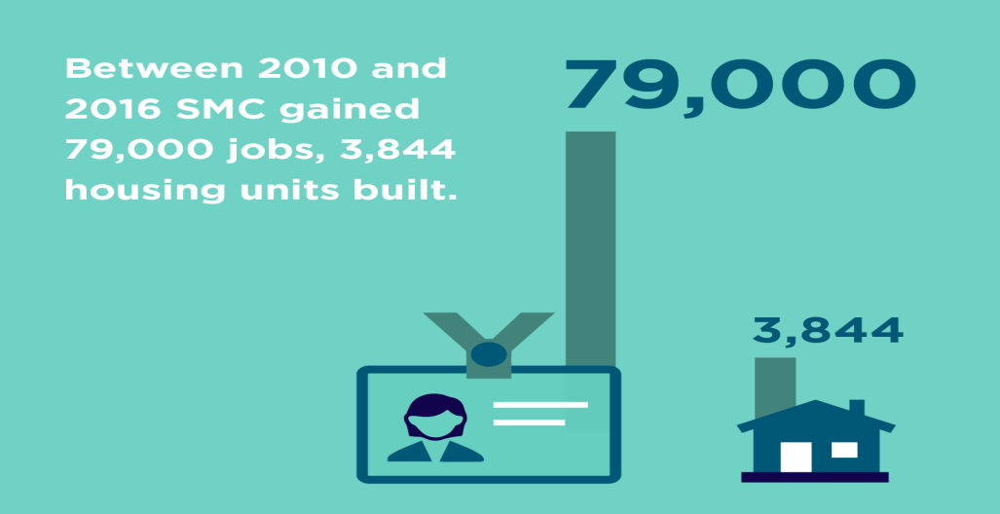 Between 2010 and
2016 SMC gained
79,000 jobs, 3,844
housing units built.
79,000
3,844